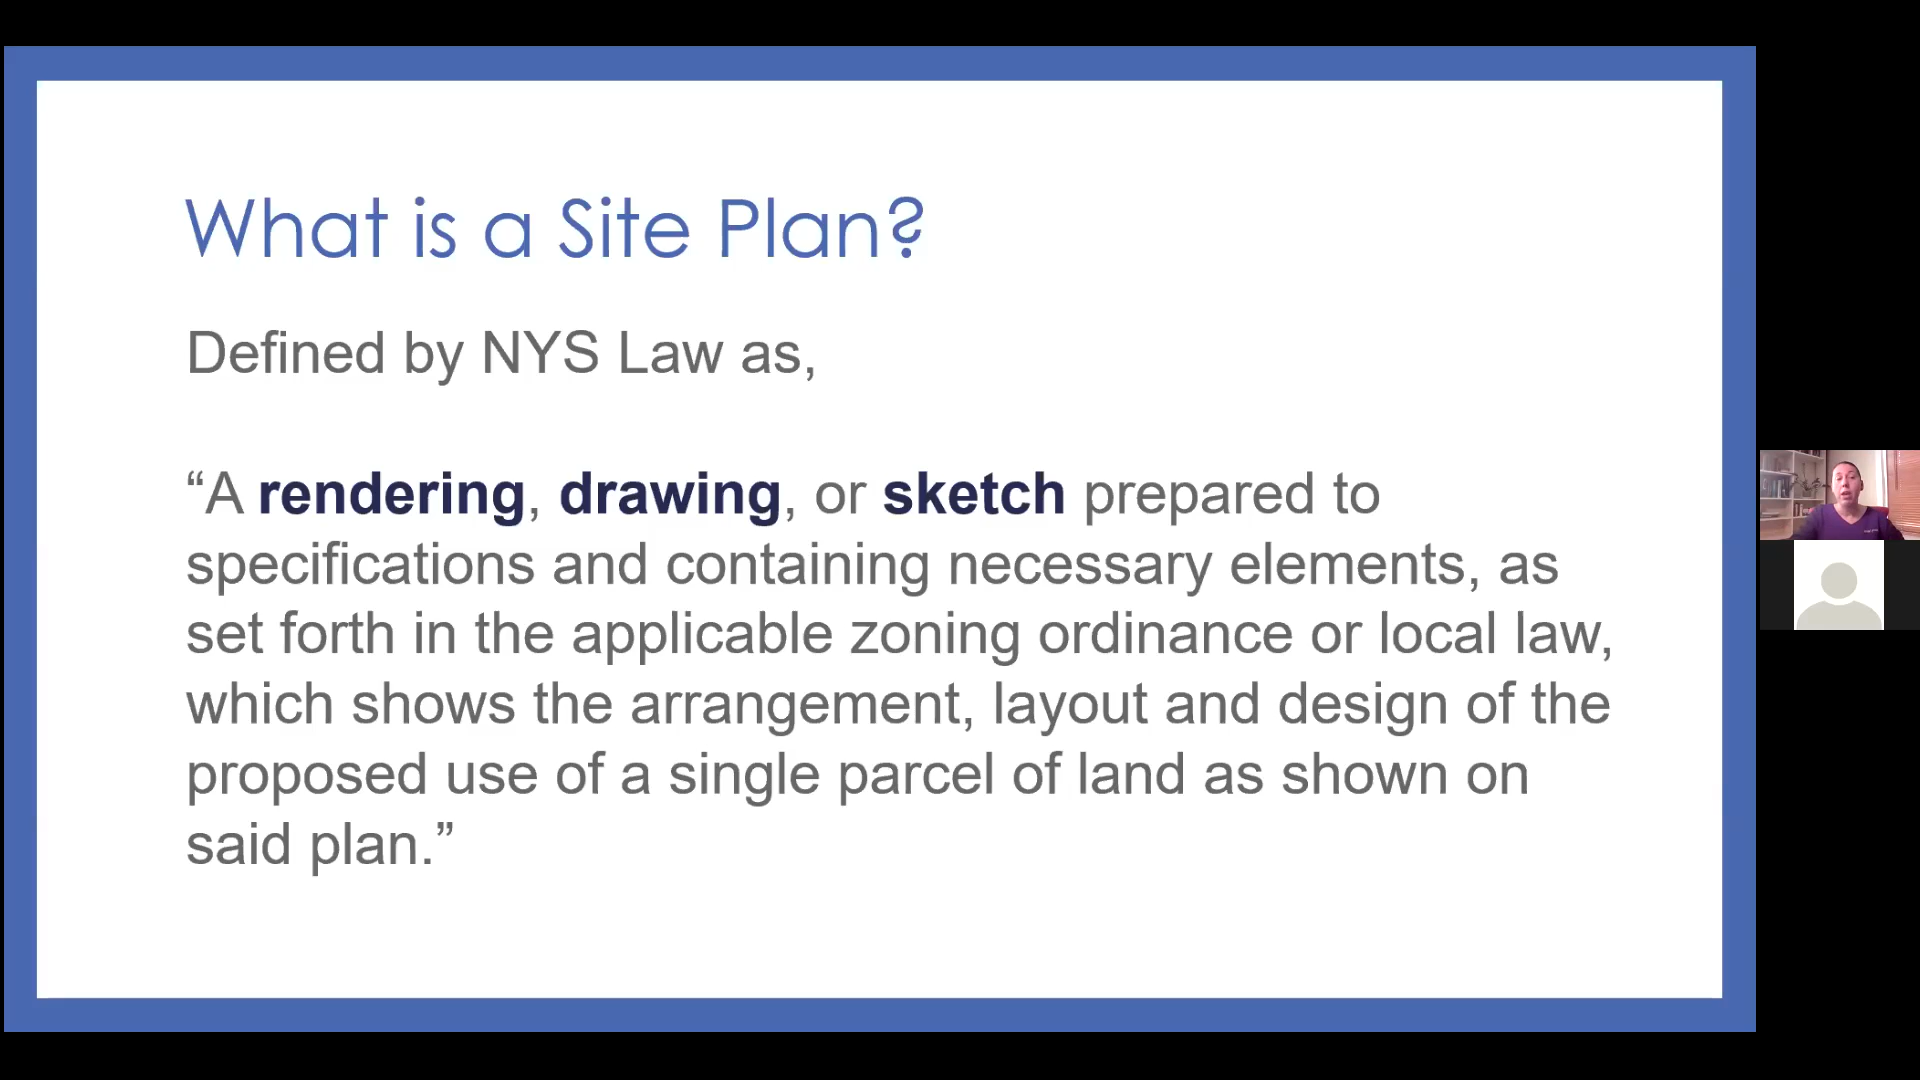 What is a Site Plan?
Defined by NYS Law as,
“A rendering, drawing, or sketch prepared to
specifications and containing necessary elements, as
set forth in the applicable zoning ordinance or local law,
which shows the arrangement, layout and design of the
proposed use of a single parcel of land as shown on
said plan.”